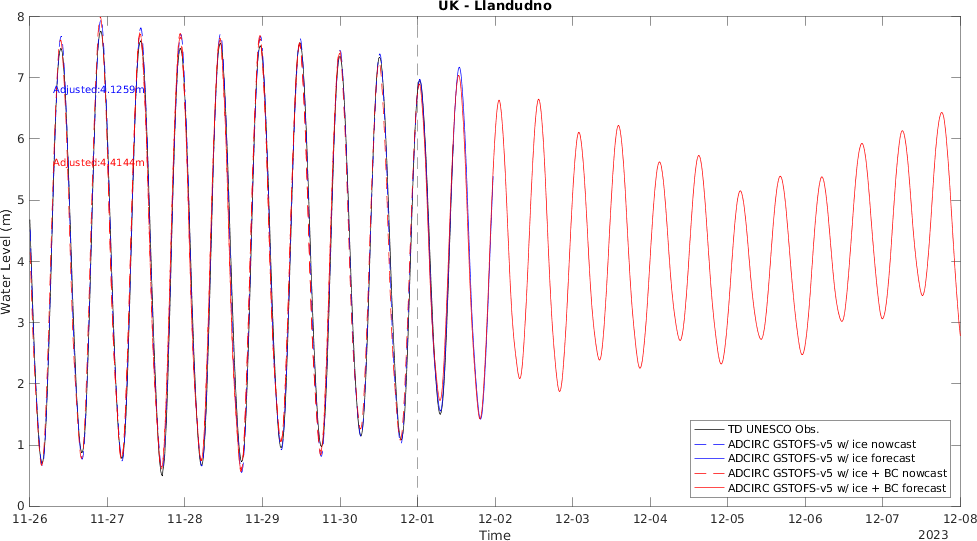 UK - Llandudno
8
7
6
5
4
3
2
1
0
Water Level (m)
Adjusted:4.1259m
Adjusted:4.4144m
TD UNESCO Obs.
ADCIRC GSTOFS-v5 w/ ice nowcast
ADCIRC GSTOFS-v5 w/ ice forecast
ADCIRC GSTOFS-v5 w/ ice + BC nowcast
ADCIRC GSTOFS-v5 w/ ice + BC forecast
11-26 11-27 11-28 11-29 11-30 12-01 12-02 12-03 12-04 12-05 12-06 12-07 12-08
Time
2023